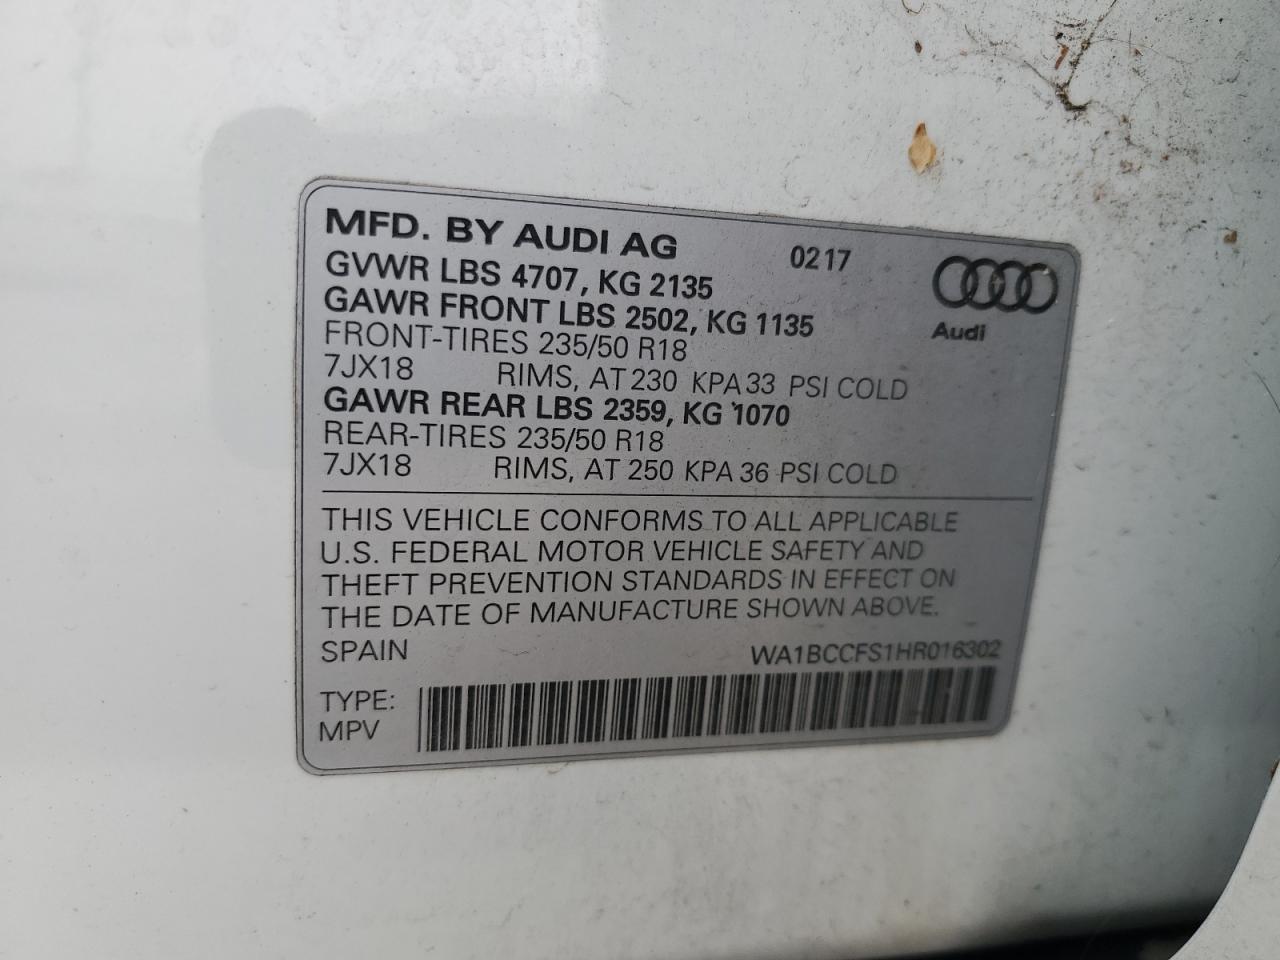 MFD. BY AUDI AG 0217
GVWR LBS 4707, KG 2135
GAWR FRONT LBS 2502, KG 1135
Audi
FRONT-TIRES 235/50 R18
7JX18 RIMS, AT 230 KPA 33 PSI COLD
GAWR REAR LBS 2359, KG 1070
REAR-TIRES 235/50 R18
7JX18 RIMS, AT 250 KPA 36 PSI COLD
THIS VEHICLE CONFORMS TO ALL APPLICABLE
U.S. FEDERAL MOTOR VEHICLE SAFETY AND
THEFT PREVENTION STANDARDS IN EFFECT ON
THE DATE OF MANUFACTURE SHOWN ABOVE.
SPAIN WA1BCCFS1HR016302
TYPE:
MPV